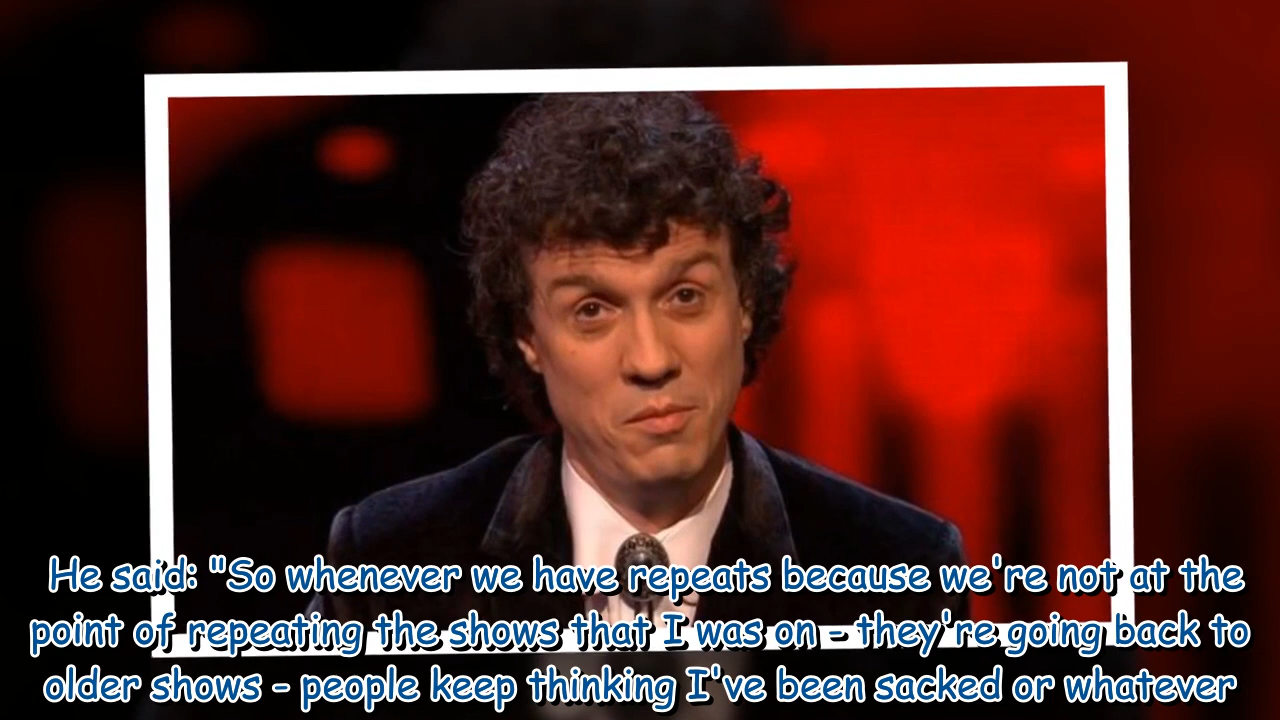 He said: "So whenever we have repeats because we're not at the
point of repeating the shows that I was on - they're going back to
older shows - people keep thinking I've been sacked or whatever